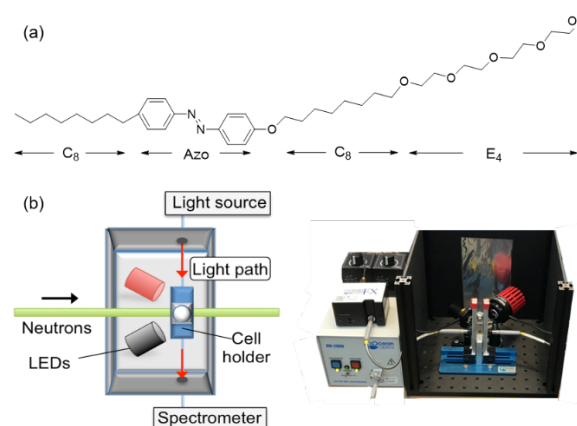 (a)
O
O
O
O
O
N
N
O
C8
Azo
C8
E4
(b)
Light source
Light path
Neutrons
LEDs
Cell
holder
Spectrometer